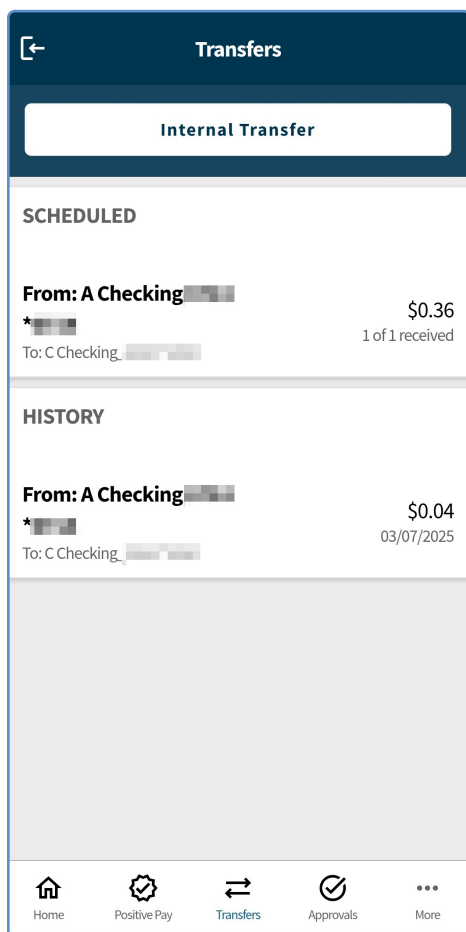 Transfers
Internal Transfer
SCHEDULED
From: A Checking
*
$0.36
To: C Checking_
1 of 1 received
HISTORY
From: A Checking
*
$0.04
To: C Checking_
03/07/2025
Home
Positive Pay
Transfers
Approvals
More